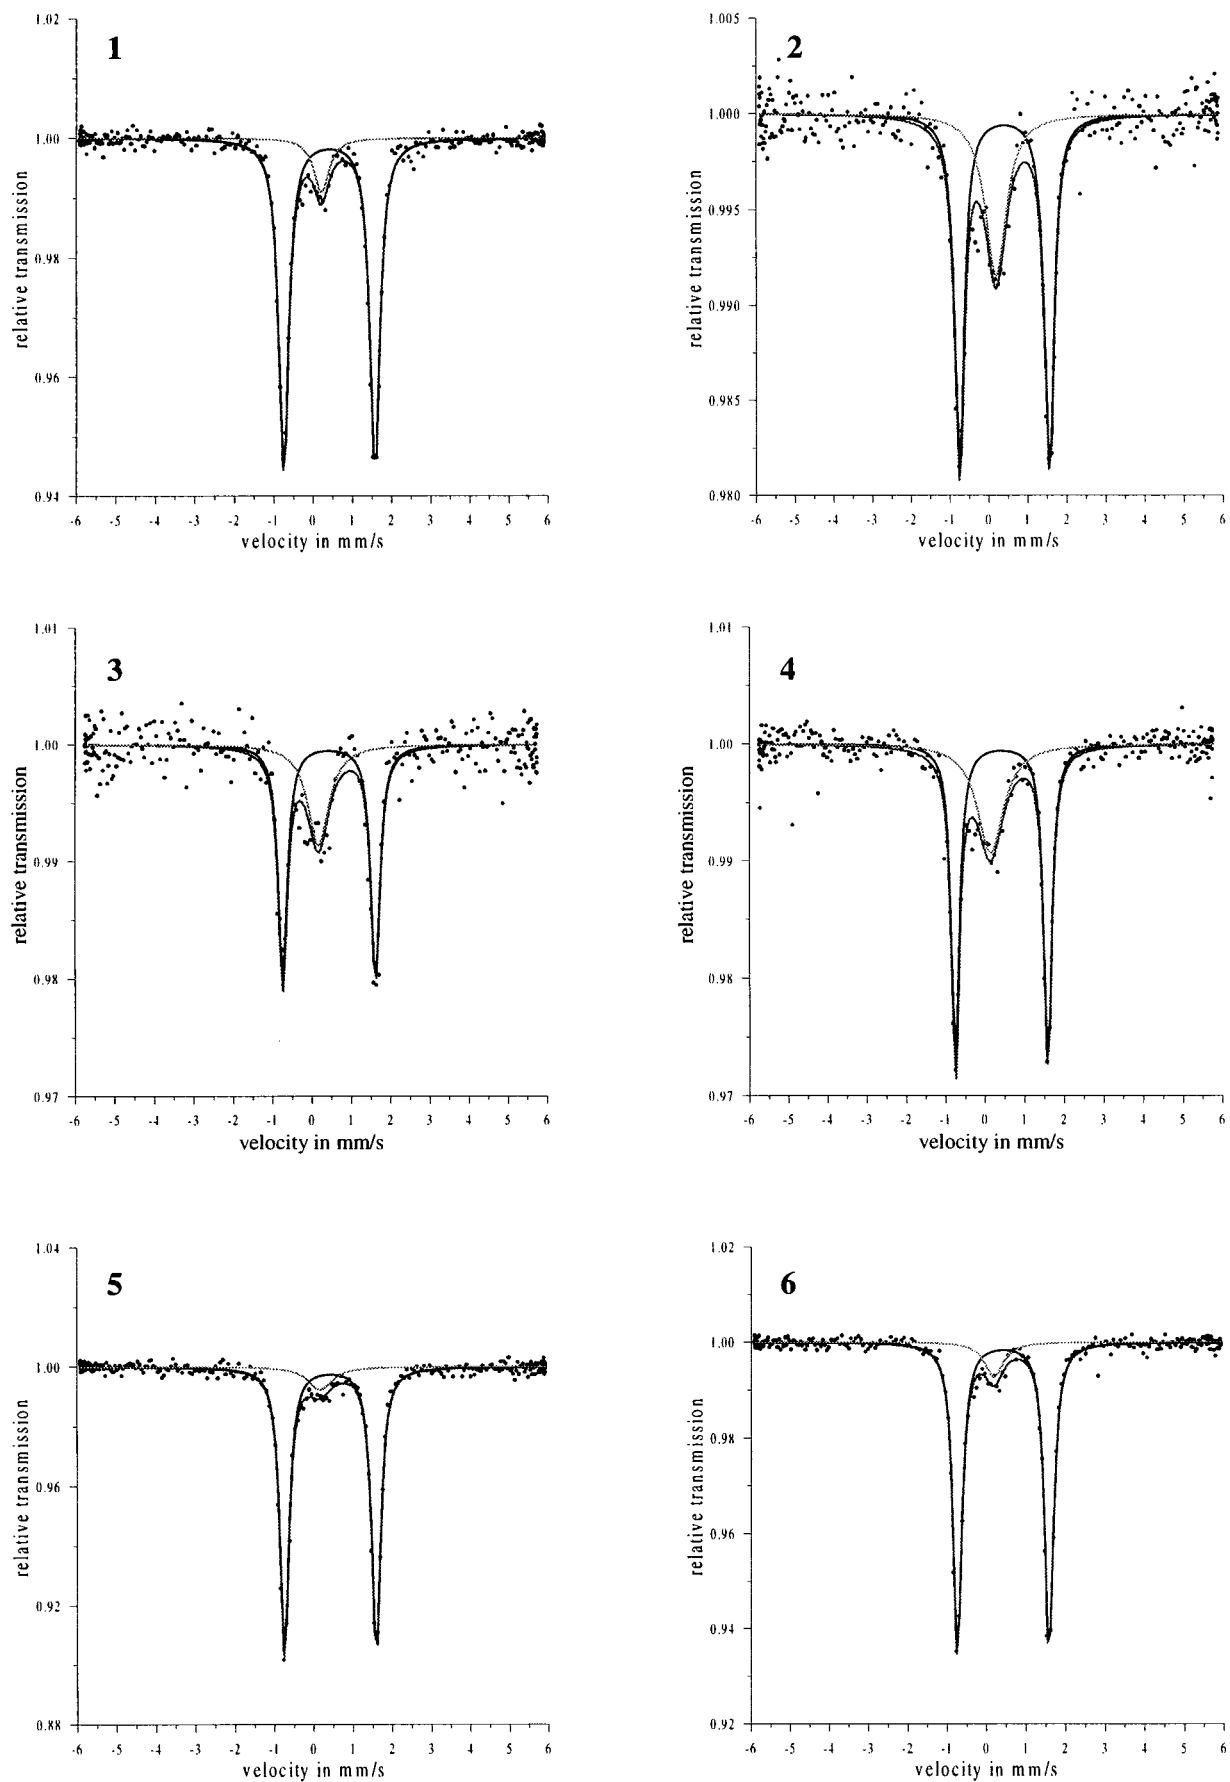 1.02
1
1.00
0.98
0.96
0.94
relative transmission
-6 -5 -4 -3 -2 -1 0 1 2 3 4 5 6
velocity in mm/s
1.005
2
1.000
0.995
0.990
0.985
0.980
relative transmission
-6 -5 -4 -3 -2 -1 0 1 2 3 4 5 6
velocity in mm/s
1.01
3
1.00
0.99
0.98
0.97
relative transmission
-6 -5 -4 -3 -2 -1 0 1 2 3 4 5 6
velocity in mm/s
1.01
4
1.00
0.99
0.98
0.97
relative transmission
-6 -5 -4 -3 -2 -1 0 1 2 3 4 5 6
velocity in mm/s
1.04
5
1.00
0.96
0.92
0.88
relative transmission
-6 -5 -4 -3 -2 -1 0 1 2 3 4 5 6
velocity in mm/s
1.02
6
1.00
0.98
0.96
0.94
0.92
relative transmission
-6 -5 -4 -3 -2 -1 0 1 2 3 4 5 6
velocity in mm/s